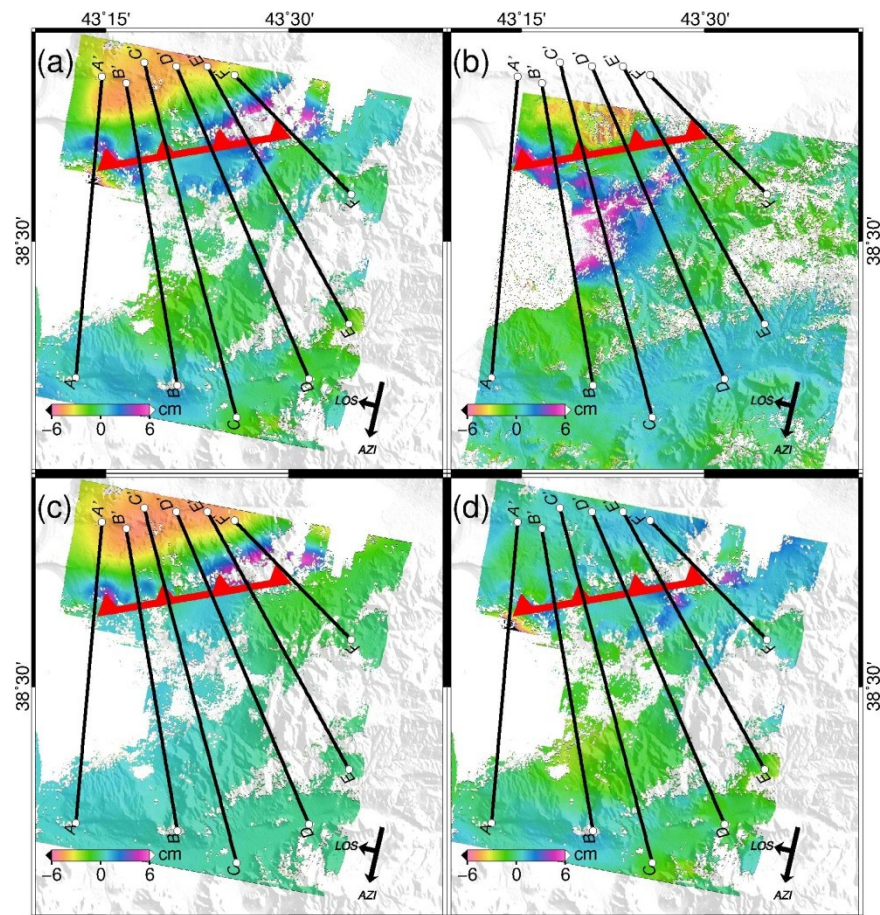 43˚15' 43˚30' 43˚15' 43˚30'
(a) A' B' C' D' E' F'
(b) A' B' C' D' E' F'
F F
38˚30' 38˚30'
E E
A B D A B D
C C
−6 0 6 cm LOS AZI
−6 0 6 cm LOS AZI
(c) A' B' C' D' E' F'
(d) A' B' C' D' E' F'
F F
38˚30' 38˚30'
E E
A B D A B D
C C
−6 0 6 cm LOS AZI
−6 0 6 cm LOS AZI